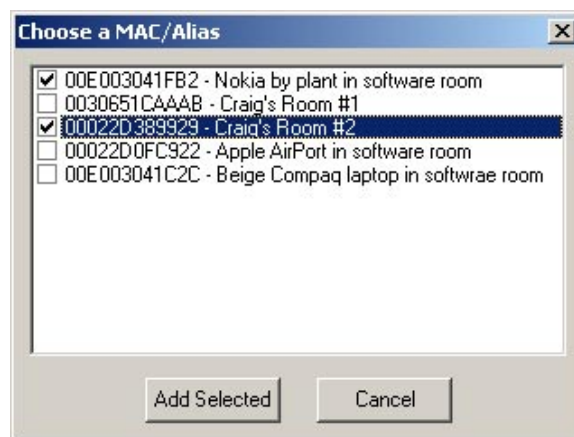 Choose a MAC/Alias
00E003041FB2 - Nokia by plant in software room
0030651CAAAB - Craig's Room #1
00022D389929 - Craig's Room #2
00022D0FC922 - Apple AirPort in software room
00E003041C2C - Beige Compaq laptop in softwrae room
Add Selected
Cancel